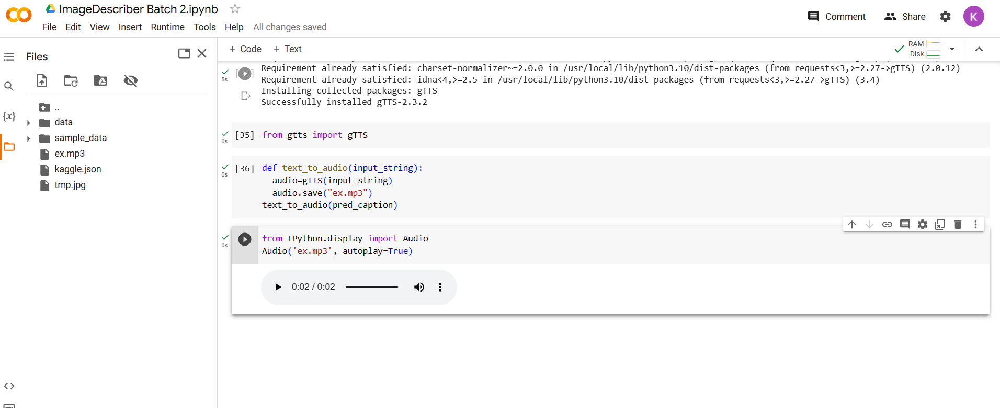 ImageDescriber Batch 2.ipynb
File Edit View Insert Runtime Tools Help All changes saved
Comment Share K
Files
+ Code + Text
RAM
Disk
{x}
..
data
sample_data
ex.mp3
kaggle.json
tmp.jpg
5s
Requirement already satisfied: charset-normalizer~=2.0.0 in /usr/local/lib/python3.10/dist-packages (from requests<3,>=2.27->gTTS) (2.0.12)
Requirement already satisfied: idna<4,>=2.5 in /usr/local/lib/python3.10/dist-packages (from requests<3,>=2.27->gTTS) (3.4)
Installing collected packages: gTTS
Successfully installed gTTS-2.3.2
0s
[35] from gtts import gTTS
0s
[36] def text_to_audio(input_string):
audio=gTTS(input_string)
audio.save("ex.mp3")
text_to_audio(pred_caption)
0s
from IPython.display import Audio
Audio('ex.mp3', autoplay=True)
0:02 / 0:02